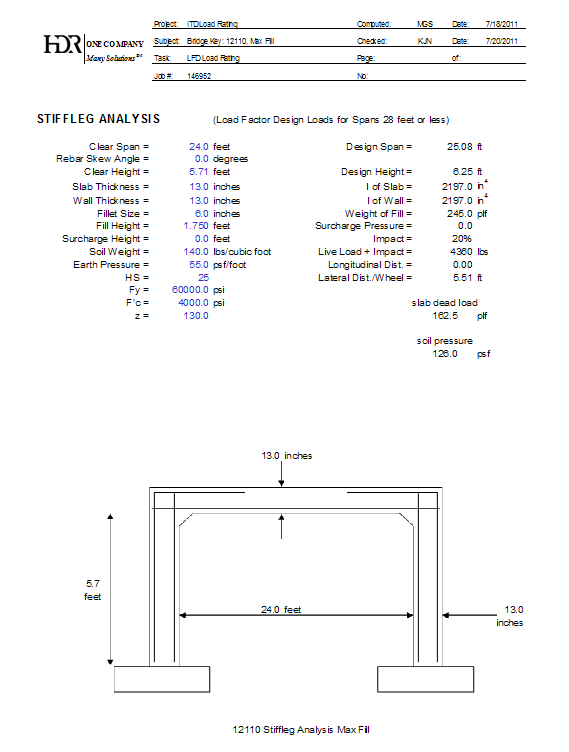 HDR ONE COMPANY
Many Solutions℠
Project: ITD Load Rating Computed: MGS Date: 7/18/2011
Subject: Bridge Key: 12110, Max Fill Checked: KJN Date: 7/20/2011
Task: LFD Load Rating Page: of:
Job #: 146952 No:
STIFFLEG ANALYSIS (Load Factor Design Loads for Spans 28 feet or less)
Clear Span = 24.0 feet Design Span = 25.08 ft
Rebar Skew Angle = 0.0 degrees
Clear Height = 5.71 feet Design Height = 6.25 ft
Slab Thickness = 13.0 inches I of Slab = 2197.0 in⁴
Wall Thickness = 13.0 inches I of Wall = 2197.0 in⁴
Fillet Size = 6.0 inches Weight of Fill = 245.0 plf
Fill Height = 1.750 feet Surcharge Pressure = 0.0
Surcharge Height = 0.0 feet Impact = 20%
Soil Weight = 140.0 lbs/cubic foot Live Load + Impact = 4360 lbs
Earth Pressure = 55.0 psf/foot Longitudinal Dist. = 0.00
HS = 25 Lateral Dist./Wheel = 5.51 ft
Fy = 60000.0 psi
F'c = 4000.0 psi slab dead load
z = 130.0 162.5 plf
soil pressure
126.0 psf
13.0 inches
5.7
feet
24.0 feet
13.0
inches
12110 Stiffleg Analysis Max Fill